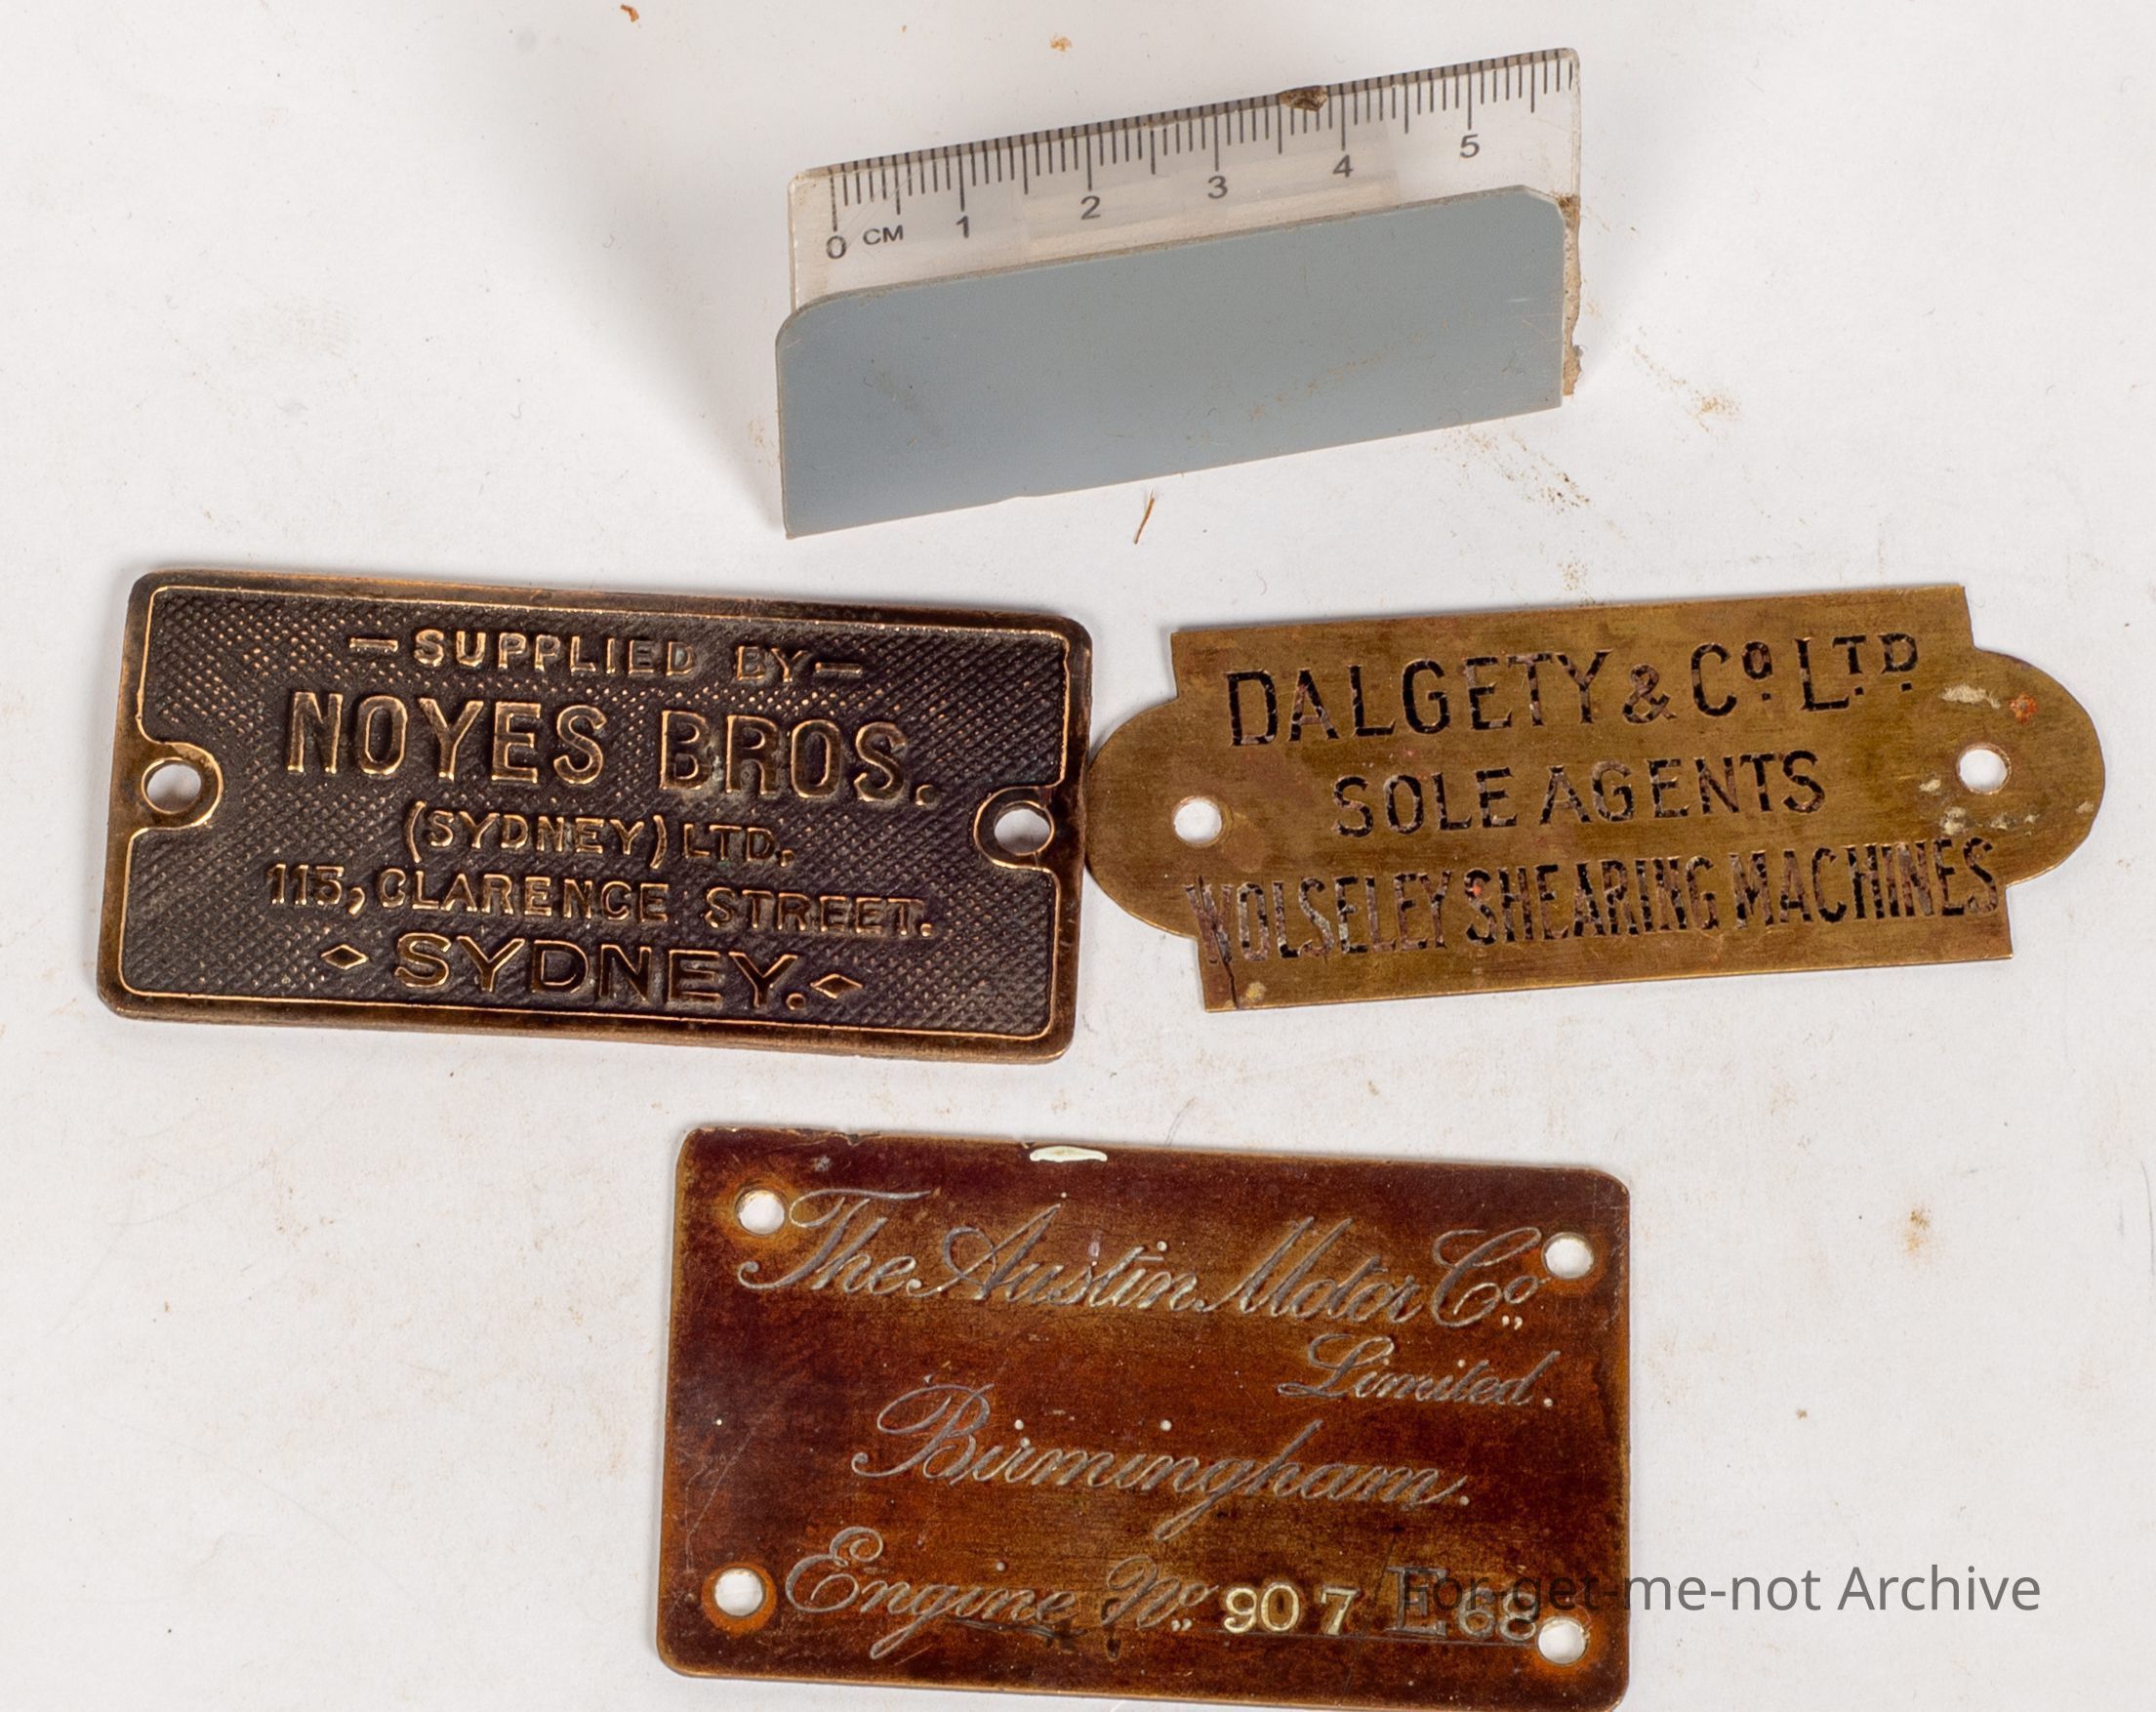 0 CM 1 2 3 4 5
—SUPPLIED BY—
NOYES BROS.
(SYDNEY) LTD.
115, CLARENCE STREET.
SYDNEY.
DALGETY & Co. LTD.
SOLE AGENTS
WOLSELEY SHEARING MACHINES
The Austin Motor Co.
Limited.
Birmingham.
Engine No. 907 E68
For-get-me-not Archive